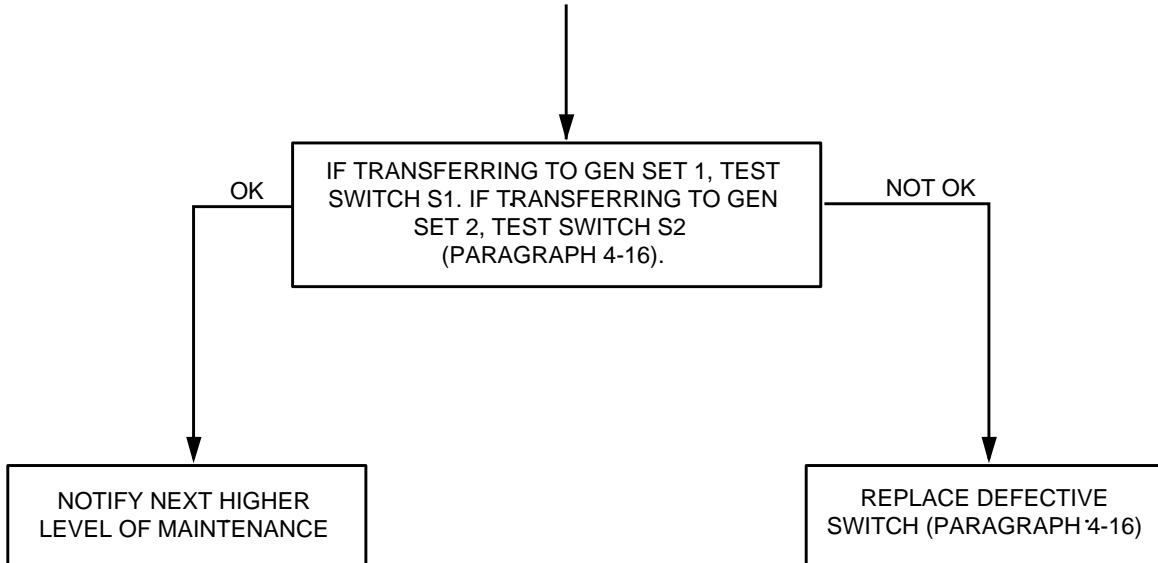 IF TRANSFERRING TO GEN SET 1, TEST
SWITCH S1. IF TRANSFERRING TO GEN
SET 2, TEST SWITCH S2
(PARAGRAPH 4-16).
OK
NOT OK
NOTIFY NEXT HIGHER
LEVEL OF MAINTENANCE
REPLACE DEFECTIVE
SWITCH (PARAGRAPH 4-16)